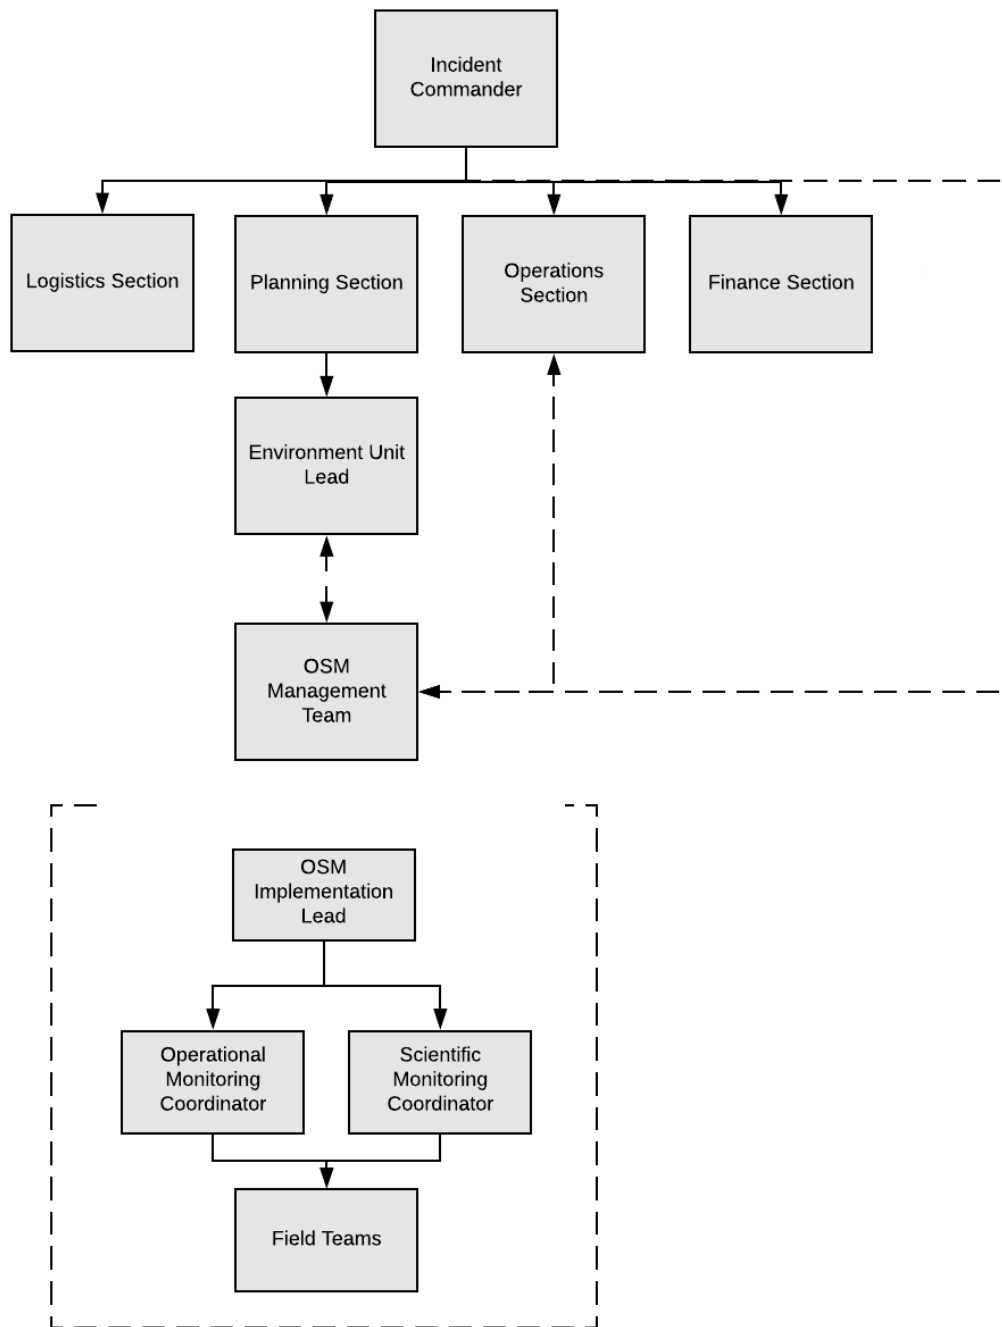 Incident
Commander
Logistics Section
Planning Section
Operations
Section
Finance Section
Environment Unit
Lead
OSM
Management
Team
OSM
Implementation
Lead
Operational
Monitoring
Coordinator
Scientific
Monitoring
Coordinator
Field Teams